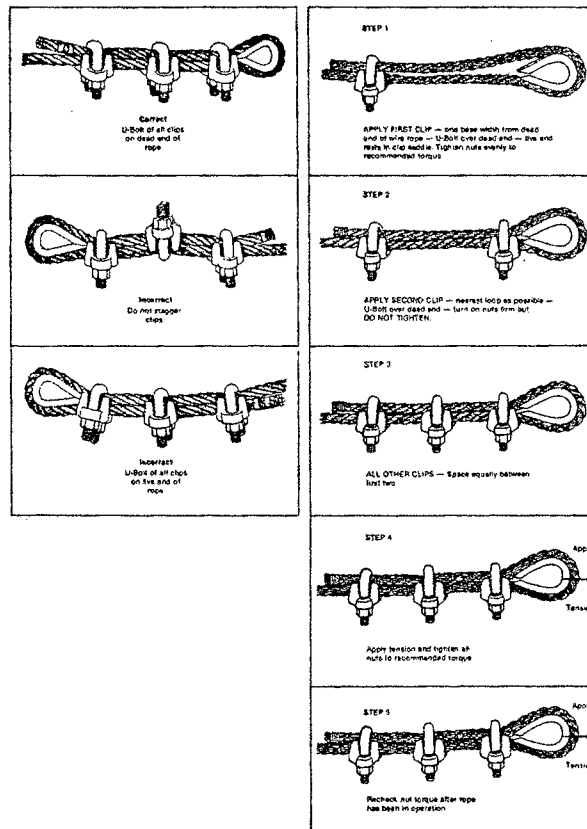 Correct
U-Bolt of all clips
on dead end of
rope
Incorrect
Do not stagger
clips
Incorrect
U-Bolt of all clips
on live end of
rope
STEP 1
APPLY FIRST CLIP — one base width from dead
end of wire rope — U-Bolt over dead end — live end
rests in clip saddle. Tighten nuts evenly to
recommended torque
STEP 2
APPLY SECOND CLIP — nearest loop as possible —
U-Bolt over dead end — turn on nuts firm but
DO NOT TIGHTEN.
STEP 3
ALL OTHER CLIPS — Space equally between
first two
STEP 4
Tensi
Apply tension and tighten all
nuts to recommended torque
STEP 5
Tensi
Recheck nut torque after rope
has been in operation